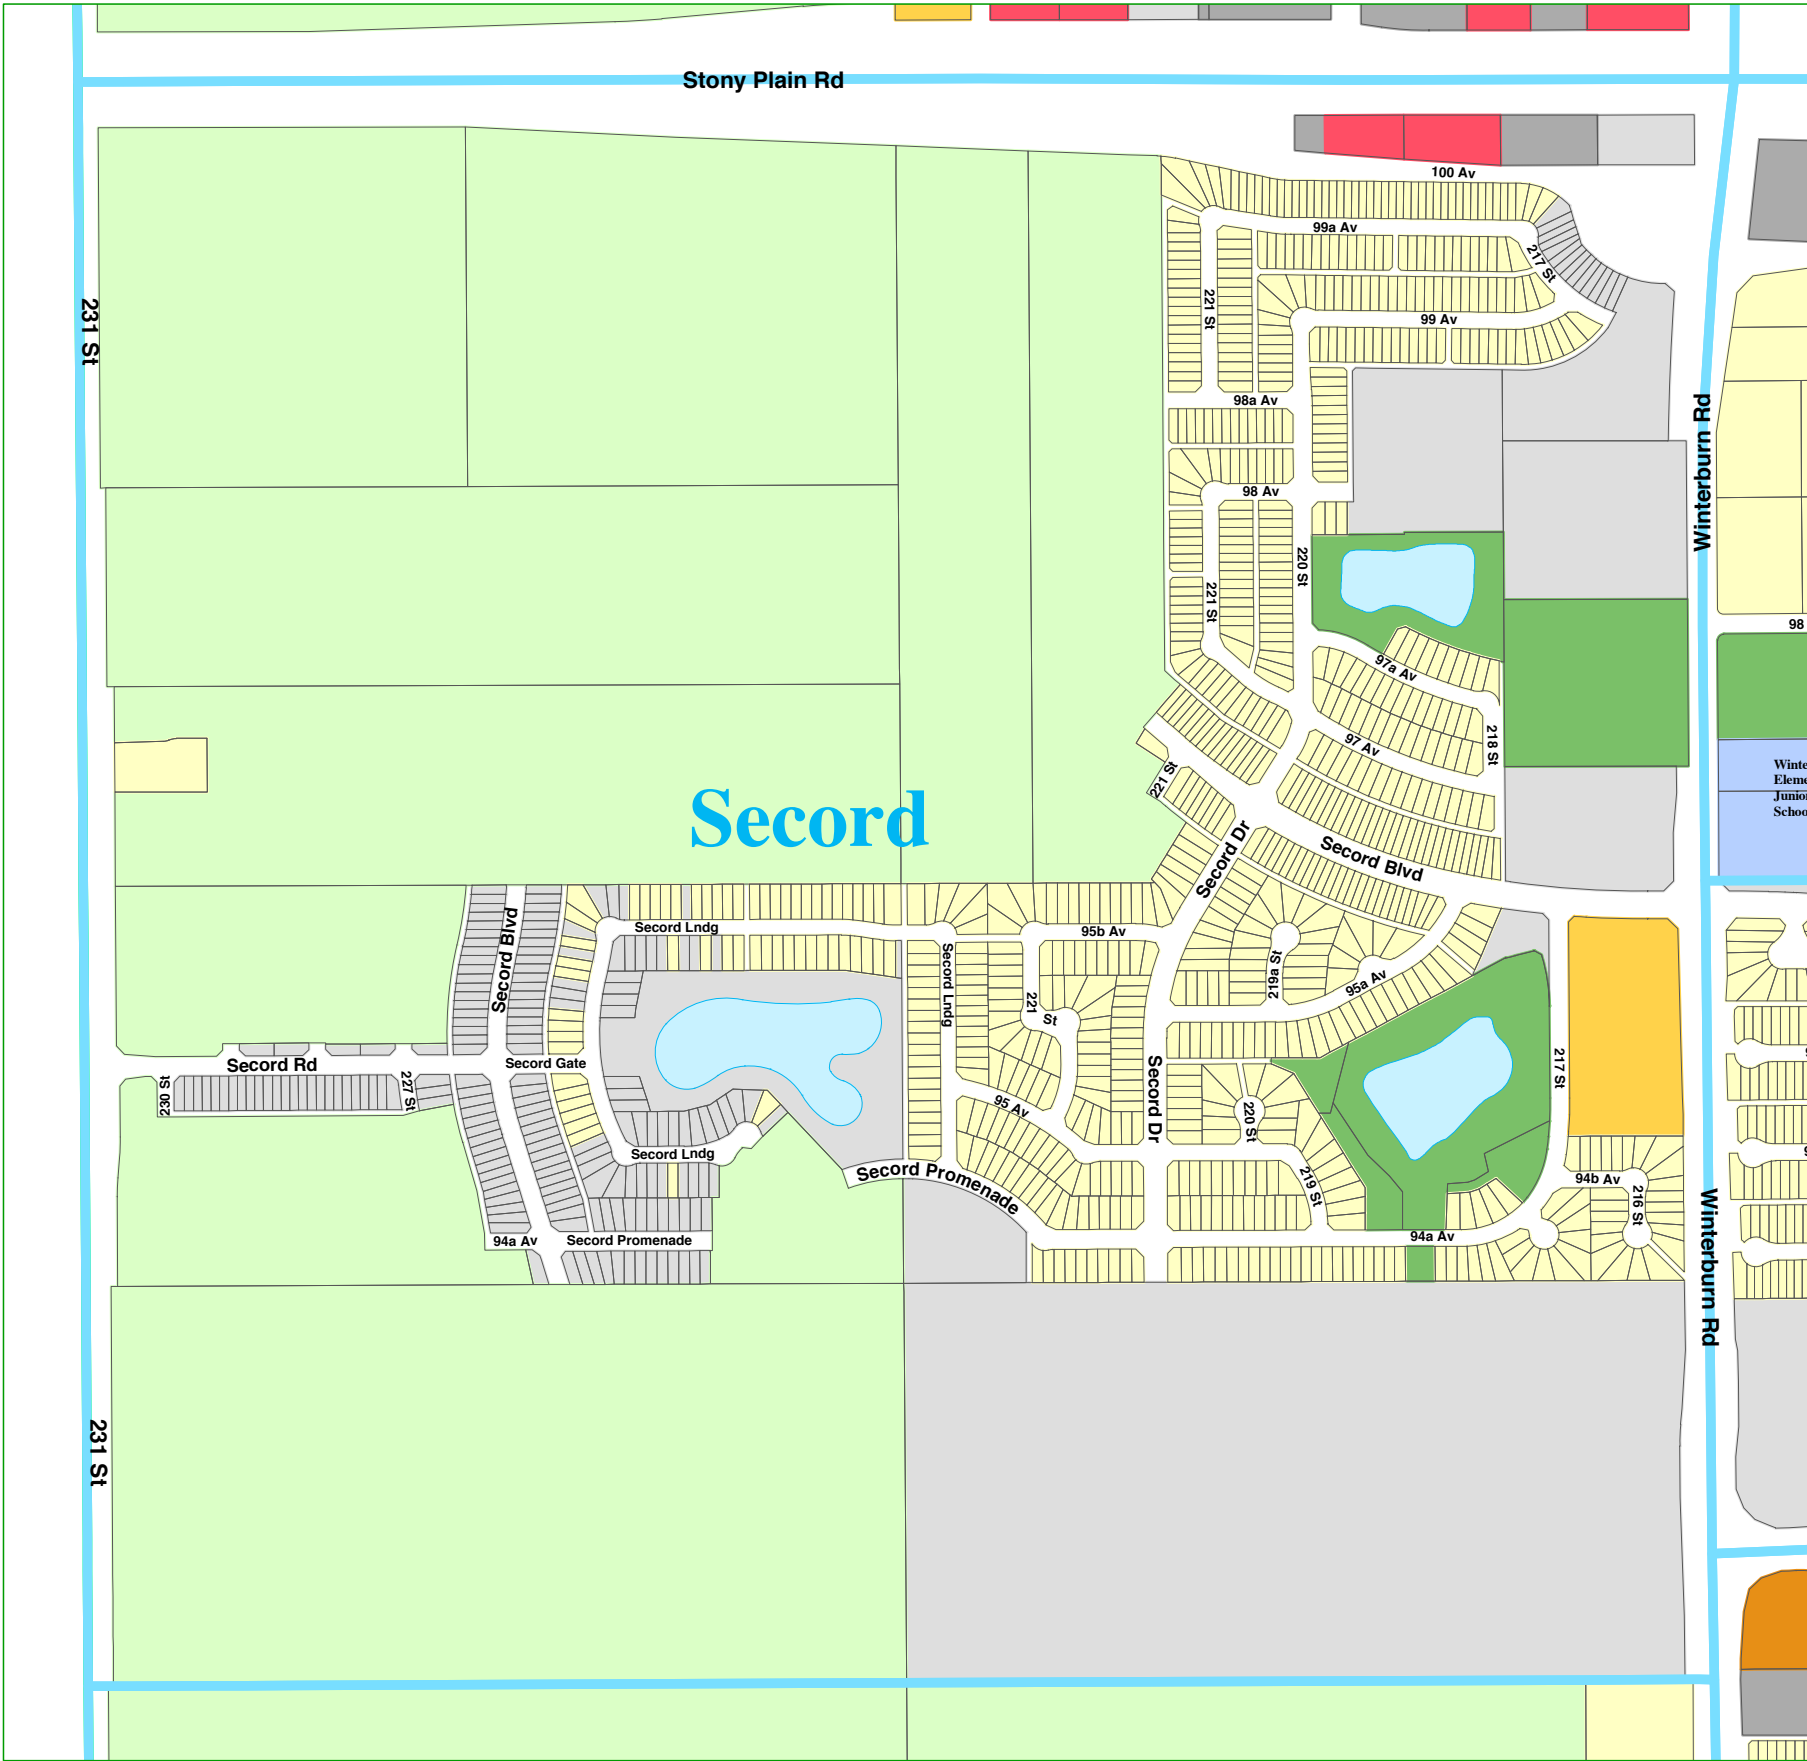 Stony Plain Rd
100 Av
99a Av
217 St
231 St
221 St
99 Av
98a Av
Winterburn Rd
98 Av
220 St
221 St
98
97a Av
218 St
97 Av
221 St
Winte
Eleme
Junio
Schoo
Secord
Secord Dr
Secord Blvd
Secord Lndg
95b Av
Secord Blvd
Secord Lndg
219a St
95a Av
221
St
Secord Rd
Secord Gate
217 St
230 St
227 St
Secord Dr
95 Av
220 St
Secord Lndg
Secord Promenade
219 St
94b Av
216 St
94a Av
Secord Promenade
94a Av
Winterburn Rd
231 St